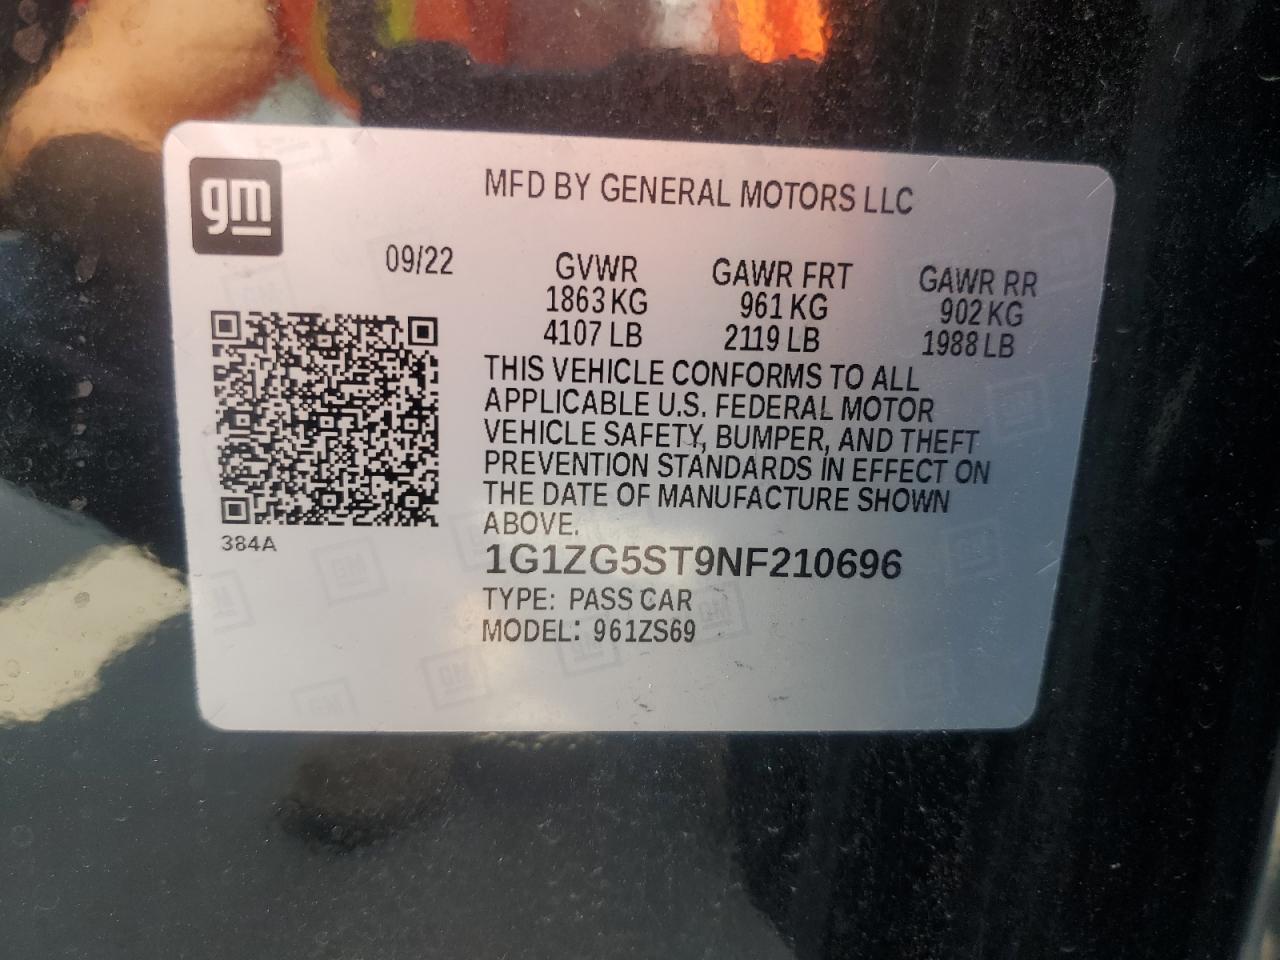 gm
MFD BY GENERAL MOTORS LLC
09/22
GVWR GAWR FRT GAWR RR
1863 KG 961 KG 902 KG
4107 LB 2119 LB 1988 LB
THIS VEHICLE CONFORMS TO ALL
APPLICABLE U.S. FEDERAL MOTOR
VEHICLE SAFETY, BUMPER, AND THEFT
PREVENTION STANDARDS IN EFFECT ON
THE DATE OF MANUFACTURE SHOWN
ABOVE.
384A
1G1ZG5ST9NF210696
TYPE: PASS CAR
MODEL: 961ZS69